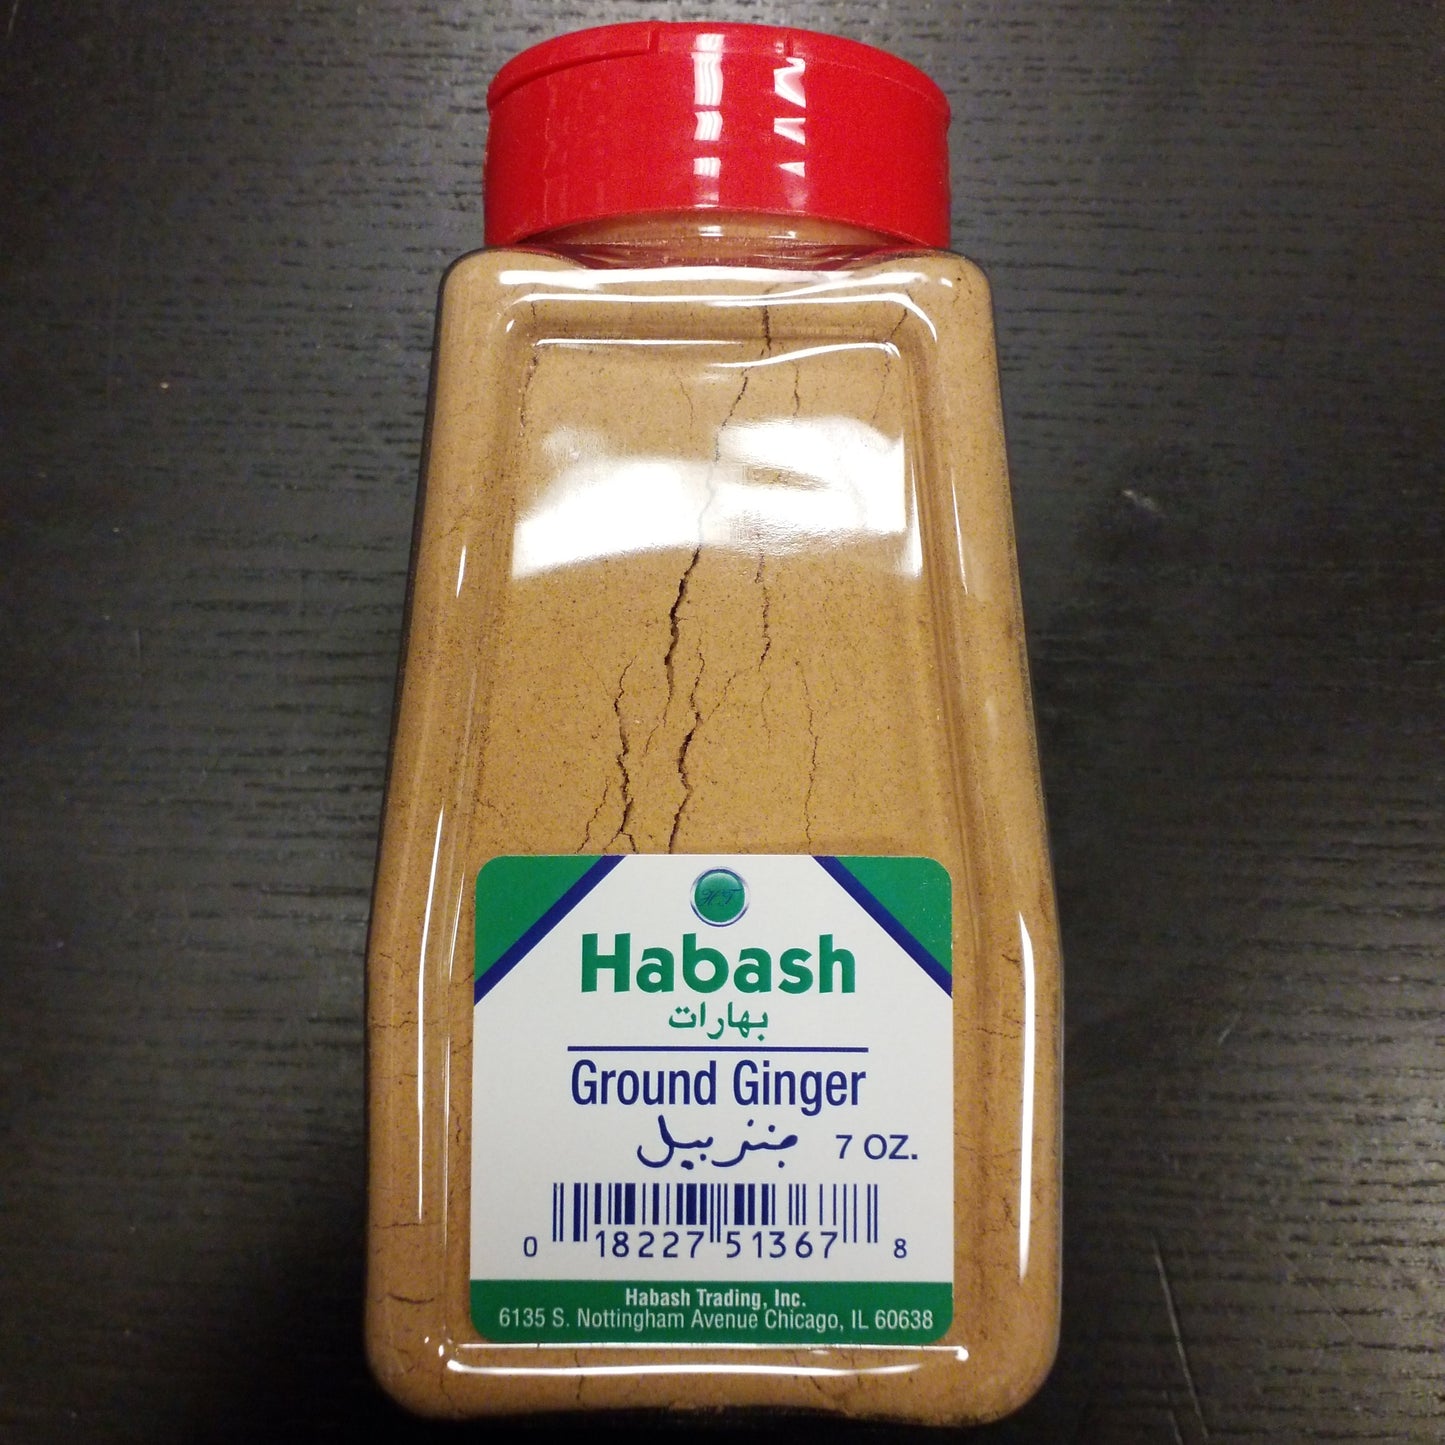 HT
Habash
بهارات
Ground Ginger
جنزبيل 7 OZ.
0 18227 51367 8
Habash Trading, Inc.
6135 S. Nottingham Avenue Chicago, IL 60638